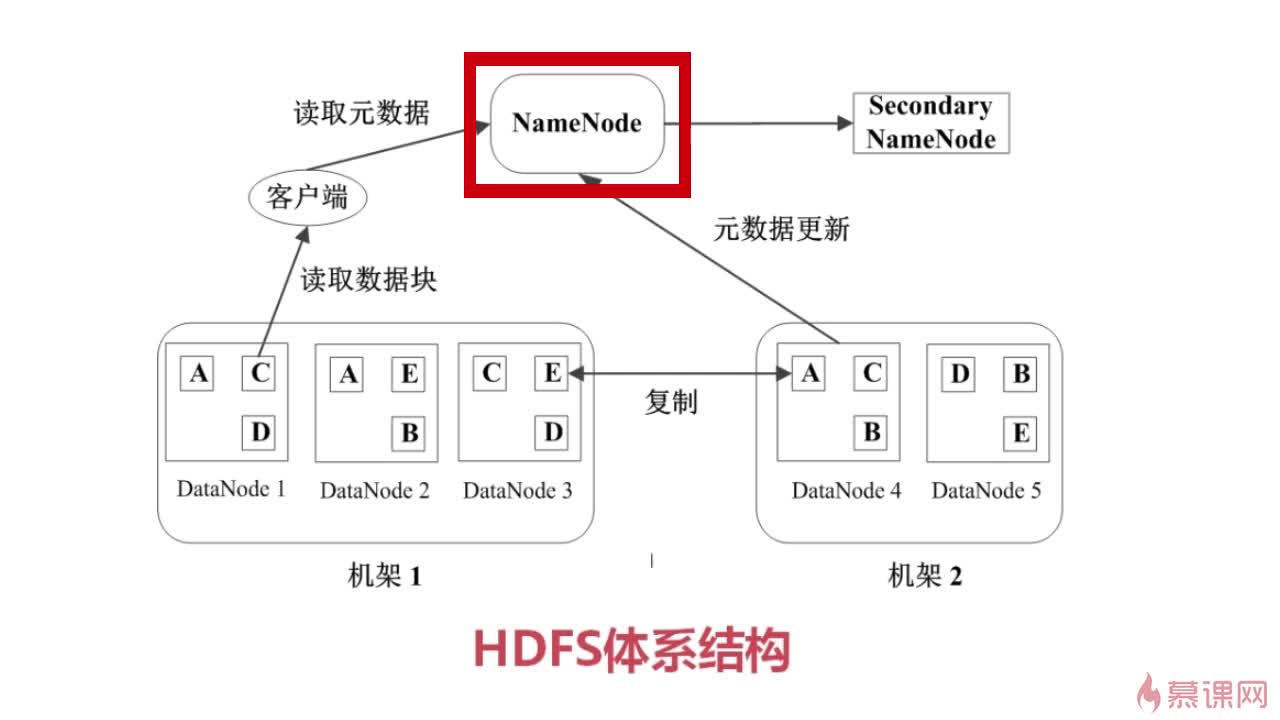 读取元数据
NameNode
Secondary
NameNode
客户端
元数据更新
读取数据块
A C A E C E A C D B
复制
D B D B E
DataNode 1 DataNode 2 DataNode 3 DataNode 4 DataNode 5
机架 1 机架 2
HDFS体系结构
慕课网